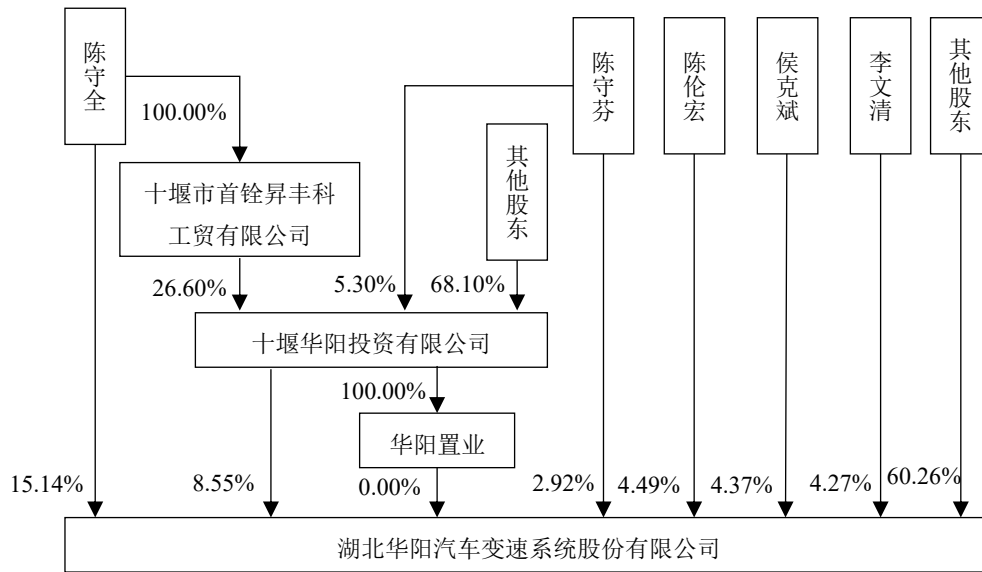 陈守全
陈守芬
陈伦宏
侯克斌
李文清
其他股东
100.00%
其他股东
十堰市首铨昇丰科
工贸有限公司
26.60%
5.30%
68.10%
十堰华阳投资有限公司
100.00%
华阳置业
15.14%
8.55%
0.00%
2.92%
4.49%
4.37%
4.27%
60.26%
湖北华阳汽车变速系统股份有限公司